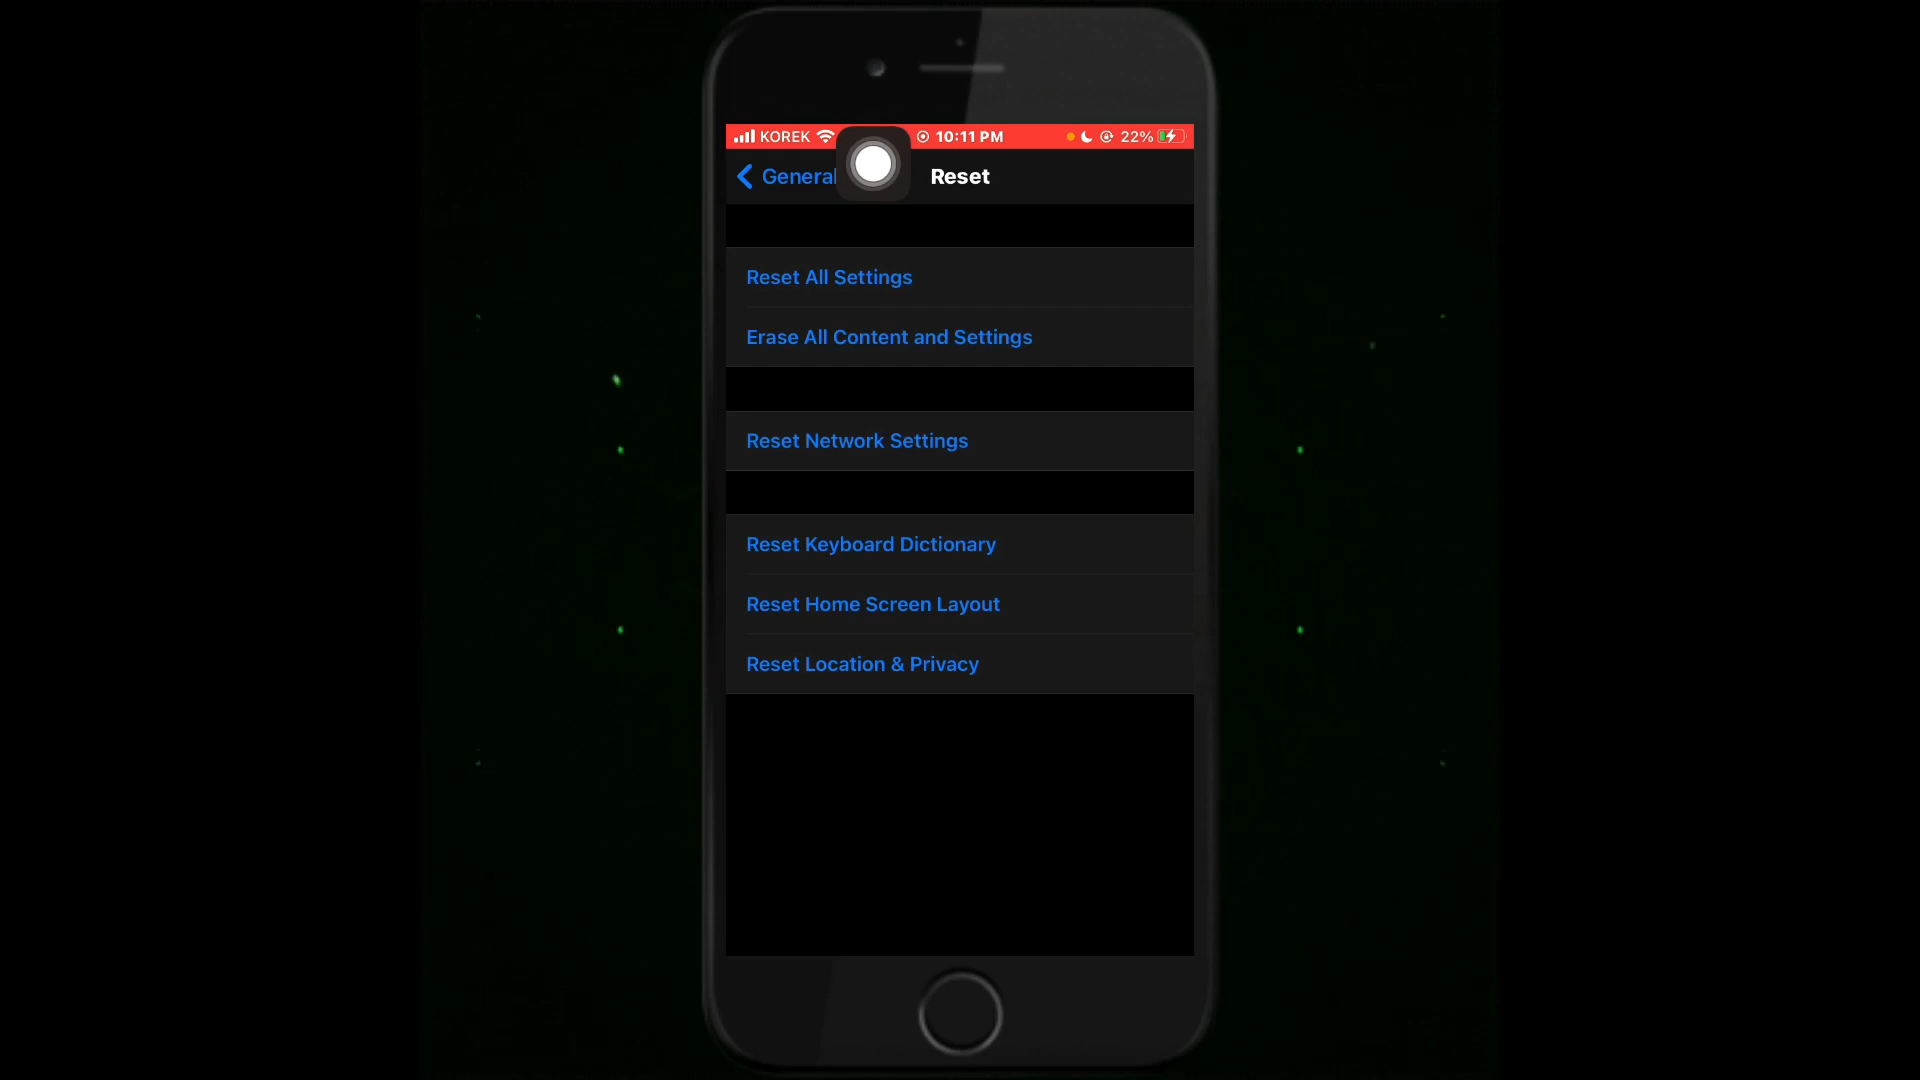 KOREK 10:11 PM 22%
General Reset
Reset All Settings
Erase All Content and Settings
Reset Network Settings
Reset Keyboard Dictionary
Reset Home Screen Layout
Reset Location & Privacy